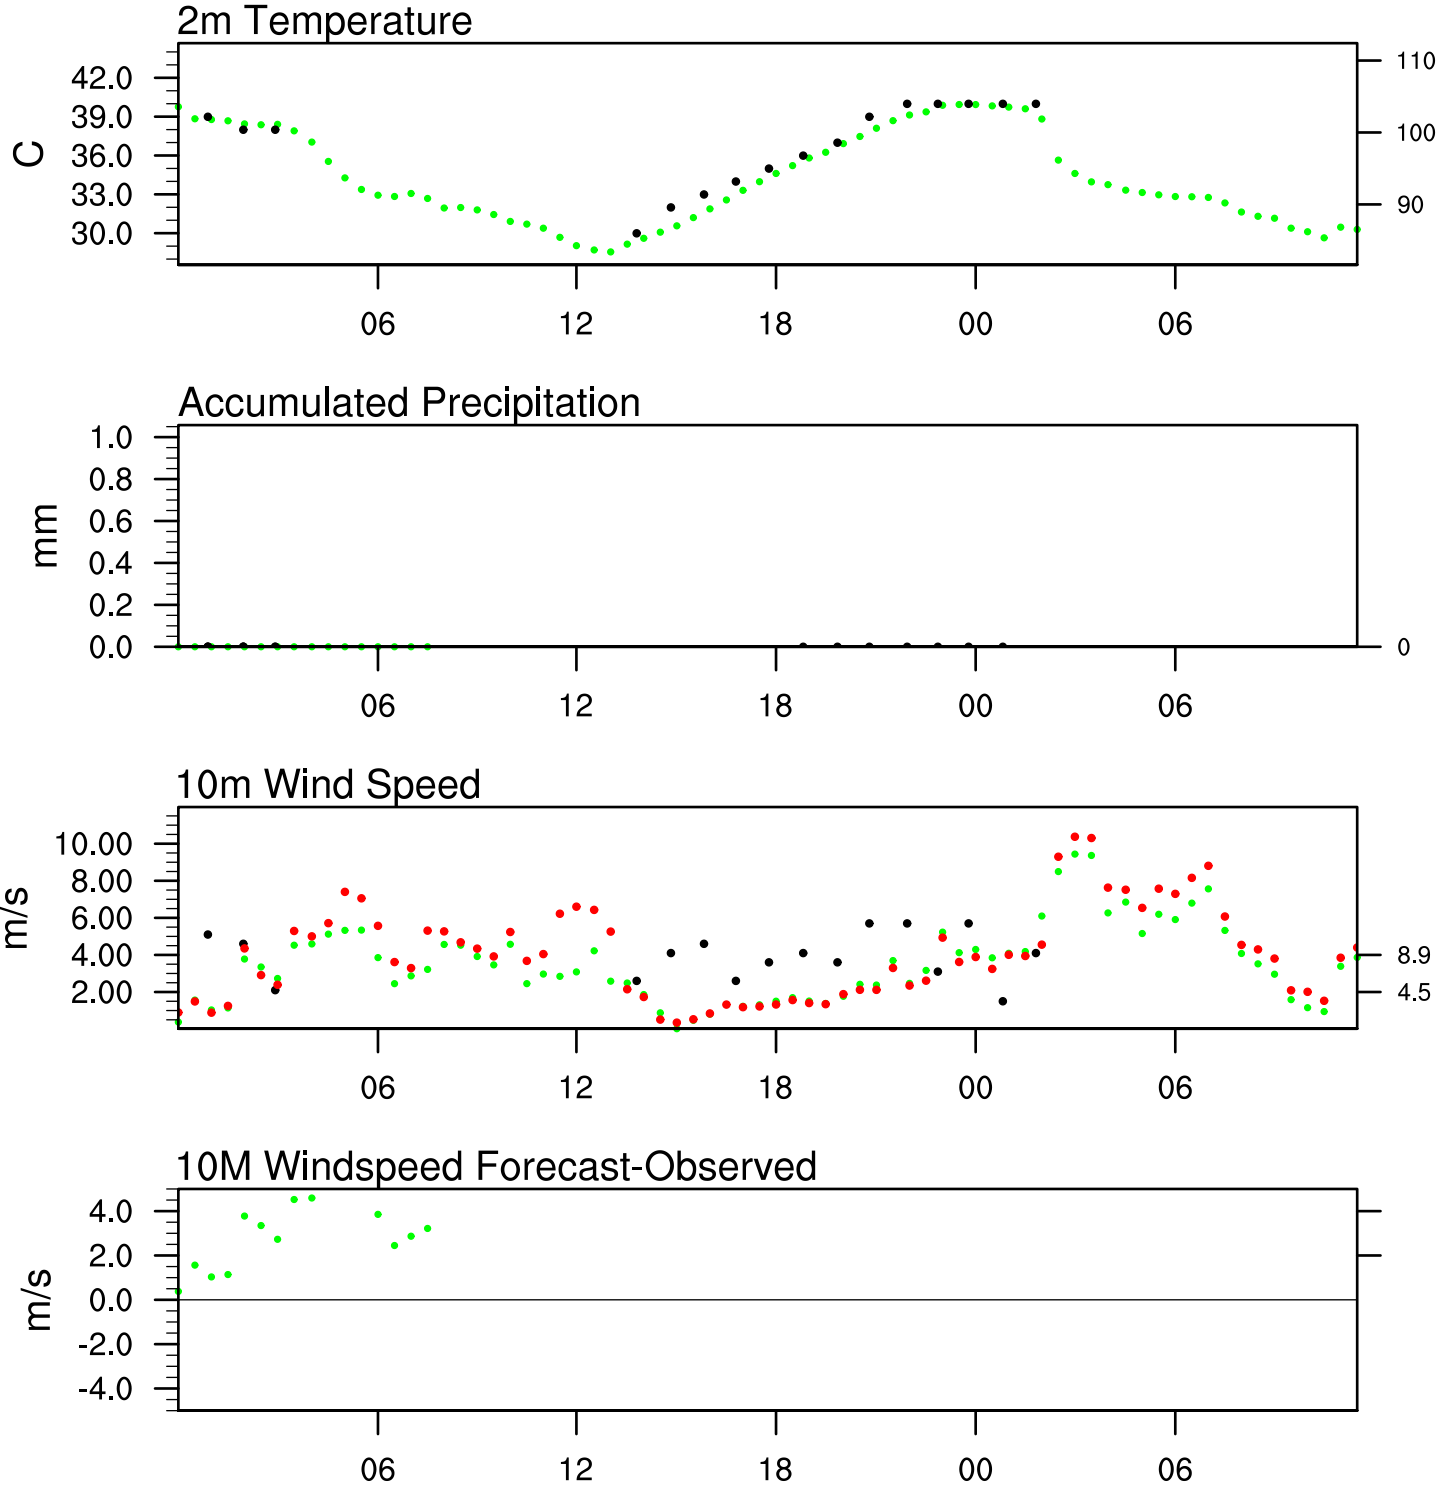 2m Temperature
C
42.0
39.0
36.0
33.0
30.0
110
100
90
06 12 18 00 06
Accumulated Precipitation
mm
1.0
0.8
0.6
0.4
0.2
0.0
0
06 12 18 00 06
10m Wind Speed
m/s
10.00
8.00
6.00
4.00
2.00
8.9
4.5
06 12 18 00 06
10M Windspeed Forecast-Observed
m/s
4.0
2.0
0.0
-2.0
-4.0
06 12 18 00 06